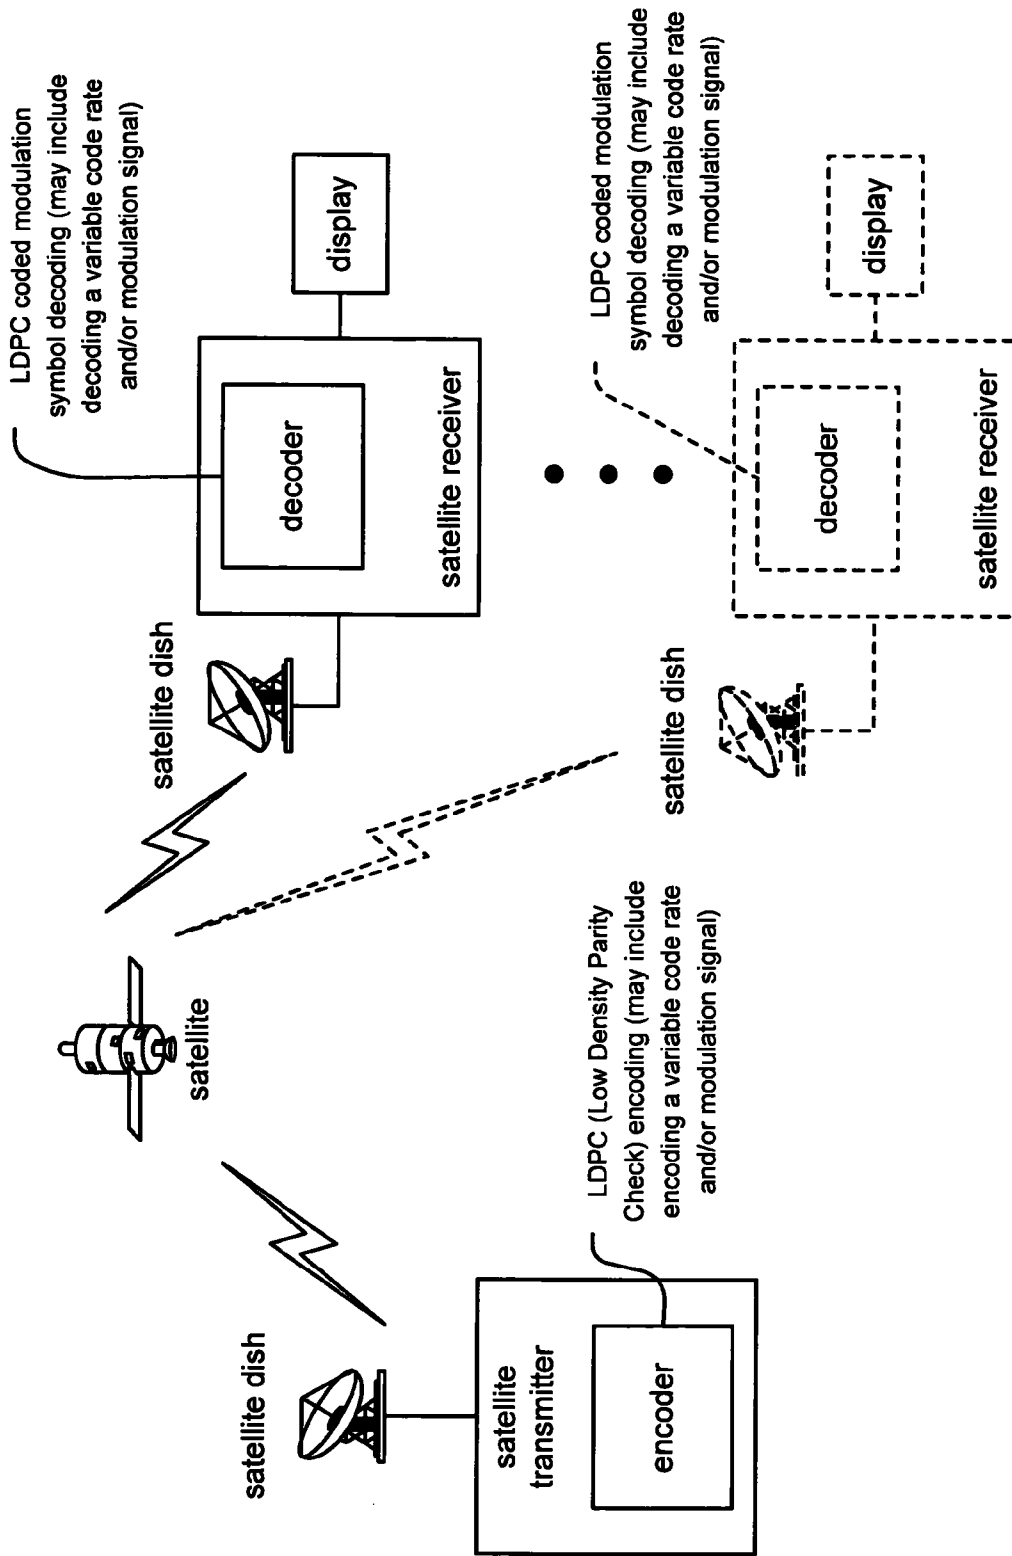 satellite dish
satellite
transmitter
encoder
LDPC (Low Density Parity
Check) encoding (may include
encoding a variable code rate
and/or modulation signal)
satellite
satellite dish
LDPC coded modulation
symbol decoding (may include
decoding a variable code rate
and/or modulation signal)
decoder
satellite receiver
display
satellite dish
LDPC coded modulation
symbol decoding (may include
decoding a variable code rate
and/or modulation signal)
decoder
satellite receiver
display